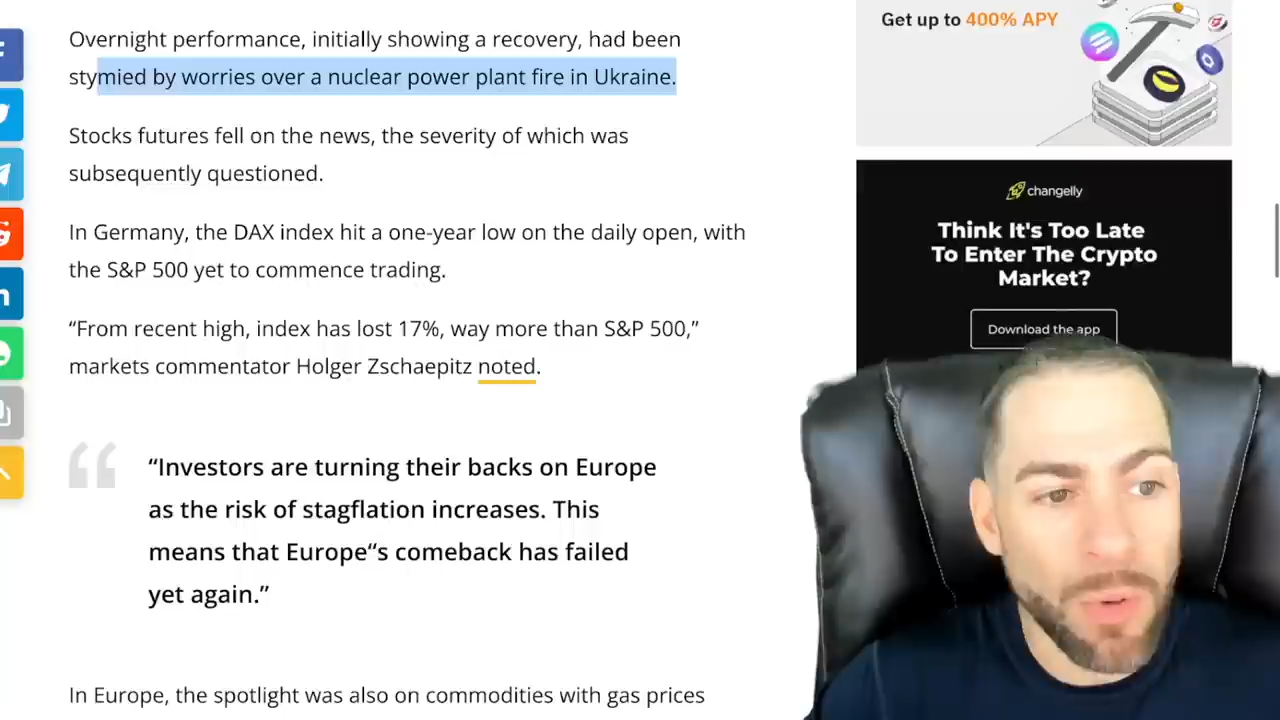 Overnight performance, initially showing a recovery, had been
stymied by worries over a nuclear power plant fire in Ukraine.
Stocks futures fell on the news, the severity of which was
subsequently questioned.
In Germany, the DAX index hit a one-year low on the daily open, with
the S&P 500 yet to commence trading.
“From recent high, index has lost 17%, way more than S&P 500,”
markets commentator Holger Zschaepitz noted.
“Investors are turning their backs on Europe
as the risk of stagflation increases. This
means that Europe“s comeback has failed
yet again.”
In Europe, the spotlight was also on commodities with gas prices
Get up to 400% APY
changelly
Think It's Too Late
To Enter The Crypto
Market?
Download the app